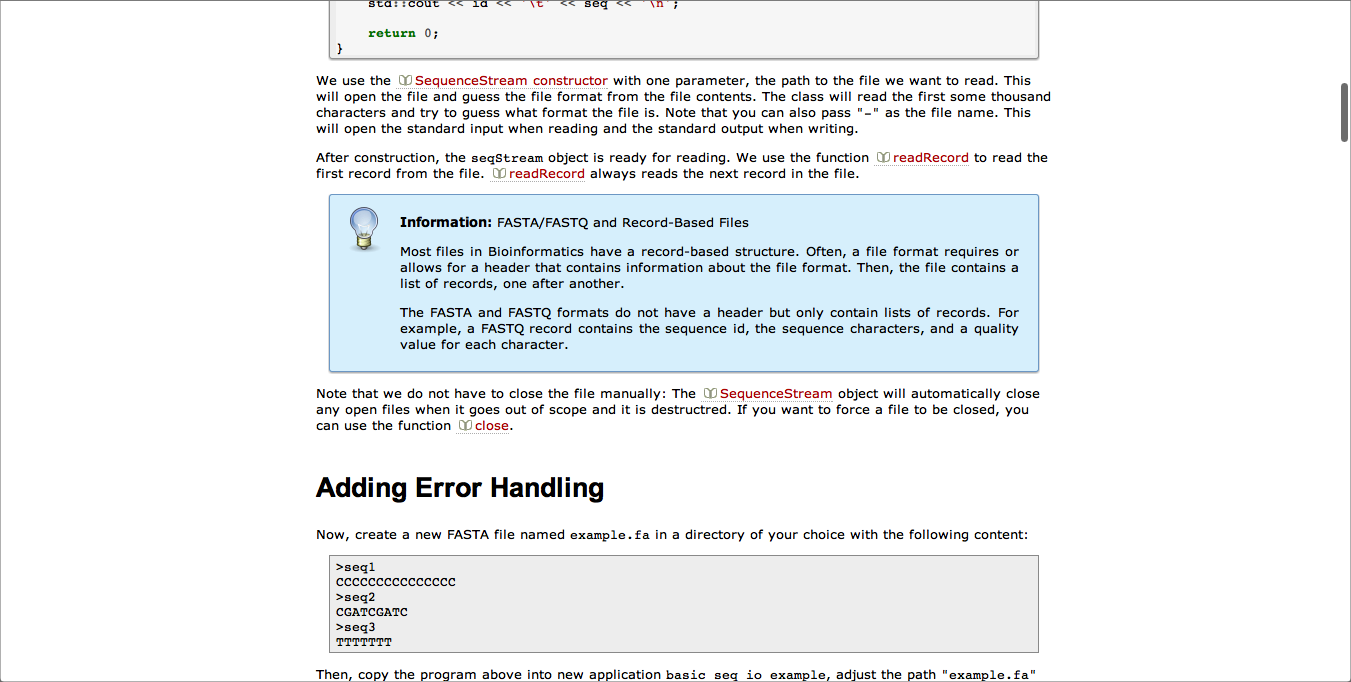 std::cout << id << '\t' << seq << '\n';
return 0;
}
We use the SequenceStream constructor with one parameter, the path to the file we want to read. This
will open the file and guess the file format from the file contents. The class will read the first some thousand
characters and try to guess what format the file is. Note that you can also pass "-" as the file name. This
will open the standard input when reading and the standard output when writing.
After construction, the seqStream object is ready for reading. We use the function readRecord to read the
first record from the file. readRecord always reads the next record in the file.
Information: FASTA/FASTQ and Record-Based Files
Most files in Bioinformatics have a record-based structure. Often, a file format requires or
allows for a header that contains information about the file format. Then, the file contains a
list of records, one after another.
The FASTA and FASTQ formats do not have a header but only contain lists of records. For
example, a FASTQ record contains the sequence id, the sequence characters, and a quality
value for each character.
Note that we do not have to close the file manually: The SequenceStream object will automatically close
any open files when it goes out of scope and it is destructred. If you want to force a file to be closed, you
can use the function close.
Adding Error Handling
Now, create a new FASTA file named example.fa in a directory of your choice with the following content:
>seq1
CCCCCCCCCCCCCCC
>seq2
CGATCGATC
>seq3
TTTTTTT
Then, copy the program above into new application basic_seq_io_example, adjust the path "example.fa"